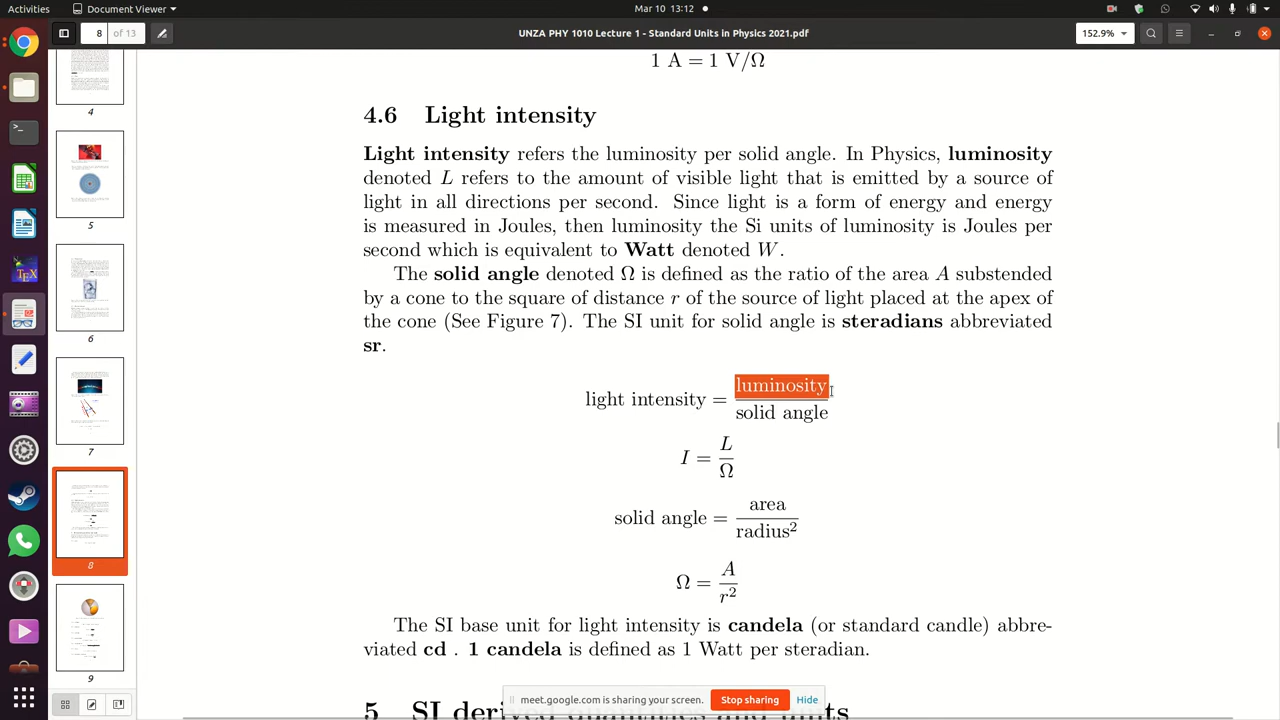 Activities
Document Viewer
Mar 10 13:12
8 of 13
UNZA PHY 1010 Lecture 1 - Standard Units in Physics 2021.pdf
152.9%
1 A = 1 V/Ω
4.6 Light intensity
Light intensity refers the luminosity per solid angle. In Physics, luminosity
denoted L refers to the amount of visible light that is emitted by a source of
light in all directions per second. Since light is a form of energy and energy
is measured in Joules, then luminosity the Si units of luminosity is Joules per
second which is equivalent to Watt denoted W.
The solid angle denoted Ω is defined as the ratio of the area A substended
by a cone to the square of distance r of the source of light placed at the apex of
the cone (See Figure 7). The SI unit for solid angle is steradians abbreviated
sr.
light intensity = luminosity / solid angle
I = L / Ω
solid angle = area / radius²
Ω = A / r²
The SI base unit for light intensity is candela (or standard candle) abbre-
viated cd . 1 candela is defined as 1 Watt per steradian.
5 SI derived quantities and units
meet.google.com is sharing your screen.
Stop sharing
Hide
4
5
6
7
8
9